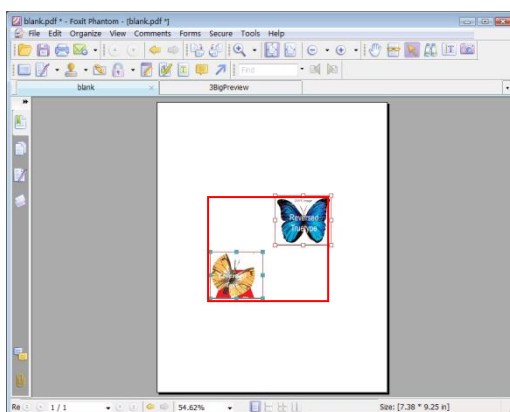 blank.pdf * - Foxit Phantom - [blank.pdf *]
File Edit Organize View Comments Forms Secure Tools Help
Find
blank
3BigPreview
Reversed
Truetype
1 / 1
54.62%
Size: [7.38 * 9.25 in]